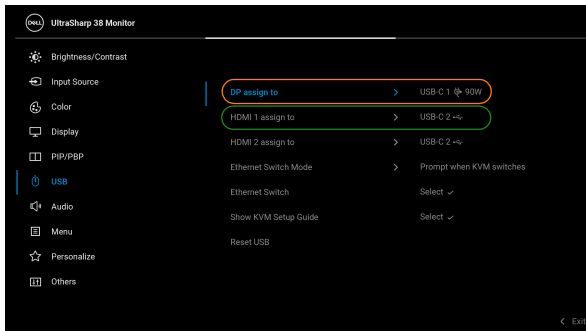 DELL
UltraSharp 38 Monitor
Brightness/Contrast
Input Source
Color
Display
PIP/PBP
USB
Audio
Menu
Personalize
Others
DP assign to > USB-C 1 90W
HDMI 1 assign to > USB-C 2
HDMI 2 assign to > USB-C 2
Ethernet Switch Mode > Prompt when KVM switches
Ethernet Switch Select ✓
Show KVM Setup Guide Select ✓
Reset USB
< Exit